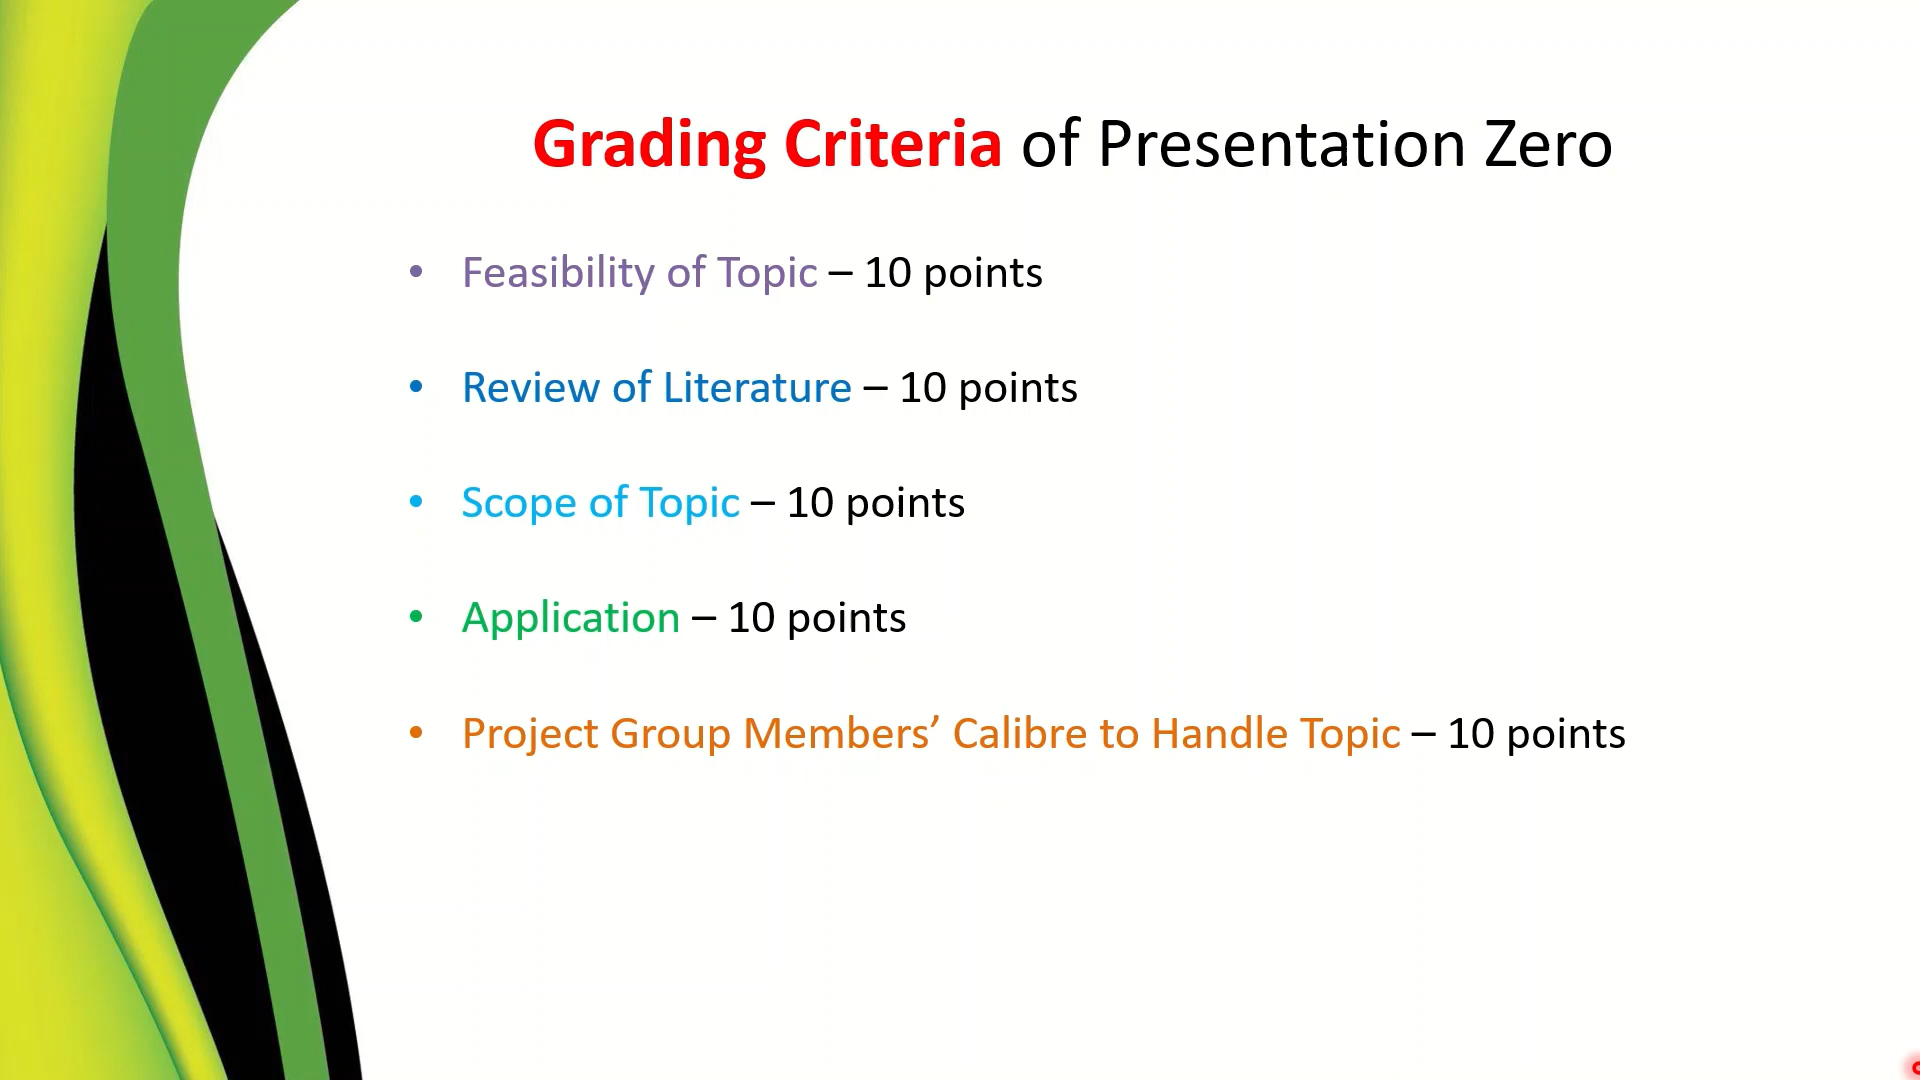 Grading Criteria of Presentation Zero
• Feasibility of Topic – 10 points
• Review of Literature – 10 points
• Scope of Topic – 10 points
• Application – 10 points
• Project Group Members’ Calibre to Handle Topic – 10 points